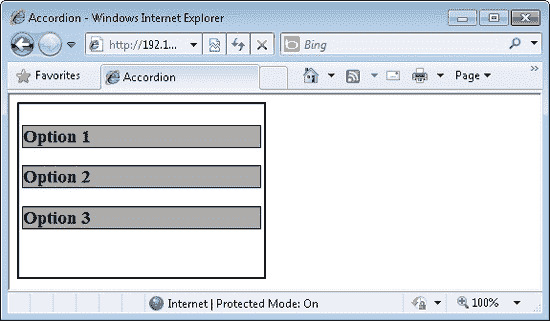 Accordion - Windows Internet Explorer
http://192.1...
Bing
Favorites
Accordion
Page
Option 1
Option 2
Option 3
Internet | Protected Mode: On
100%